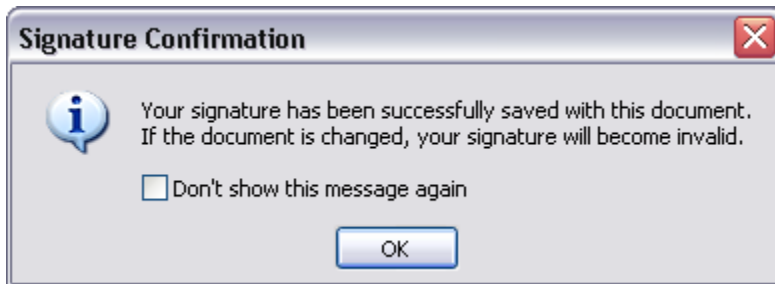 Signature Confirmation
Your signature has been successfully saved with this document.
If the document is changed, your signature will become invalid.
Don't show this message again
OK